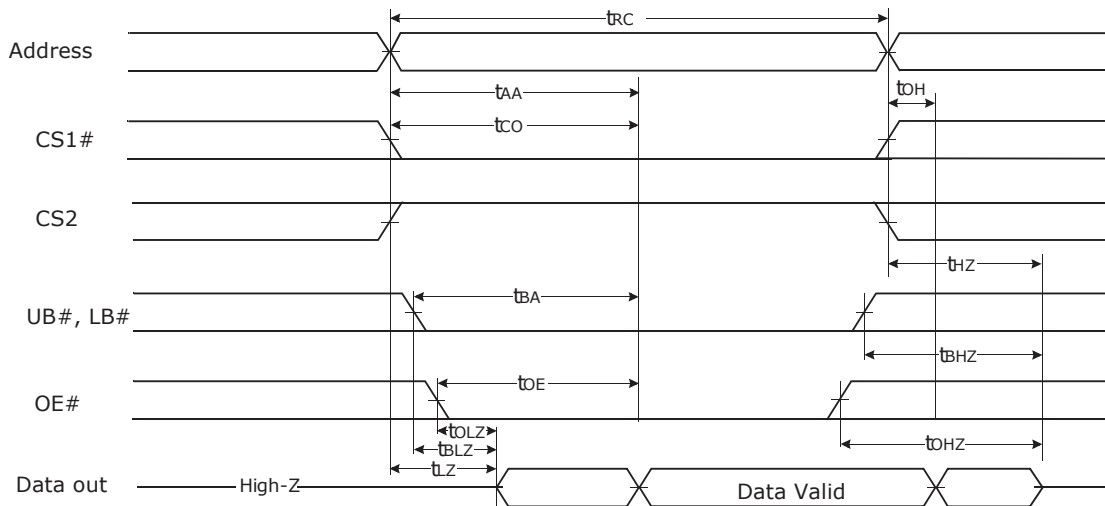 tRC
Address
tOH
tAA
tCO
CS1#
CS2
tHZ
tBA
UB#, LB#
tBHZ
tOE
OE#
tOLZ
tOHZ
tBLZ
tLZ
Data out
High-Z
Data Valid